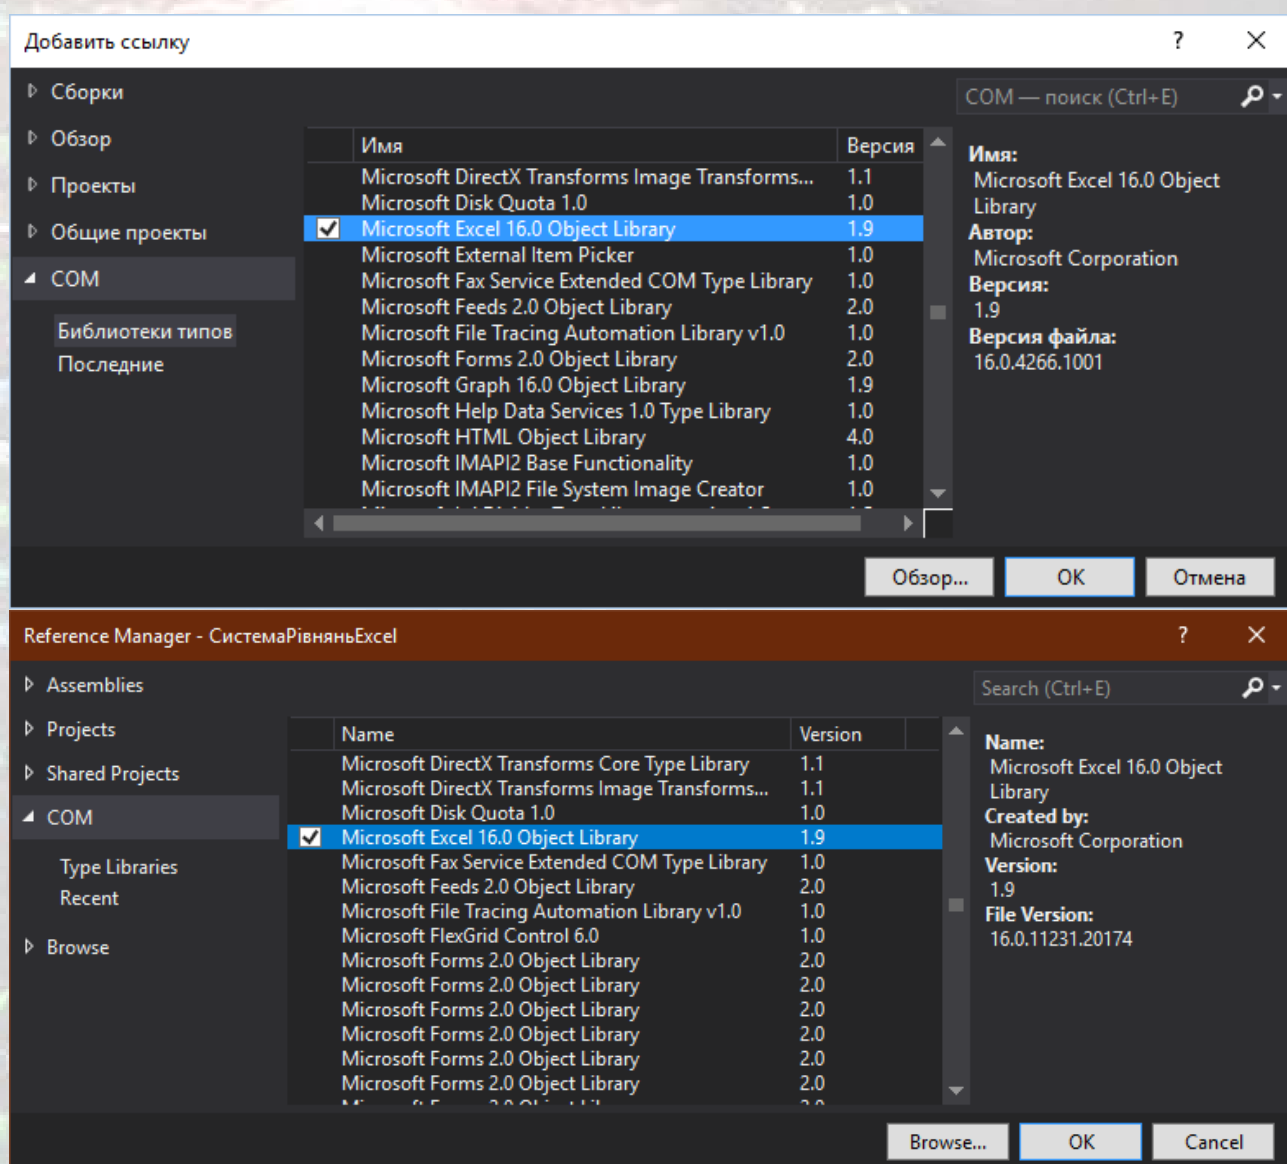 Добавить ссылку
?
Сборки
Обзор
Проекты
Общие проекты
COM
Библиотеки типов
Последние
COM — поиск (Ctrl+E)
Имя Версия
Microsoft DirectX Transforms Image Transforms... 1.1
Microsoft Disk Quota 1.0 1.0
Microsoft Excel 16.0 Object Library 1.9
Microsoft External Item Picker 1.0
Microsoft Fax Service Extended COM Type Library 1.0
Microsoft Feeds 2.0 Object Library 2.0
Microsoft File Tracing Automation Library v1.0 1.0
Microsoft Forms 2.0 Object Library 2.0
Microsoft Graph 16.0 Object Library 1.9
Microsoft Help Data Services 1.0 Type Library 1.0
Microsoft HTML Object Library 4.0
Microsoft IMAPI2 Base Functionality 1.0
Microsoft IMAPI2 File System Image Creator 1.0
Имя:
Microsoft Excel 16.0 Object
Library
Автор:
Microsoft Corporation
Версия:
1.9
Версия файла:
16.0.4266.1001
Обзор... OK Отмена
Reference Manager - СистемаРівняньExcel
?
Assemblies
Projects
Shared Projects
COM
Type Libraries
Recent
Browse
Search (Ctrl+E)
Name Version
Microsoft DirectX Transforms Core Type Library 1.1
Microsoft DirectX Transforms Image Transforms... 1.1
Microsoft Disk Quota 1.0 1.0
Microsoft Excel 16.0 Object Library 1.9
Microsoft Fax Service Extended COM Type Library 1.0
Microsoft Feeds 2.0 Object Library 2.0
Microsoft File Tracing Automation Library v1.0 1.0
Microsoft FlexGrid Control 6.0 1.0
Microsoft Forms 2.0 Object Library 2.0
Microsoft Forms 2.0 Object Library 2.0
Microsoft Forms 2.0 Object Library 2.0
Microsoft Forms 2.0 Object Library 2.0
Microsoft Forms 2.0 Object Library 2.0
Microsoft Forms 2.0 Object Library 2.0
Name:
Microsoft Excel 16.0 Object
Library
Created by:
Microsoft Corporation
Version:
1.9
File Version:
16.0.11231.20174
Browse... OK Cancel